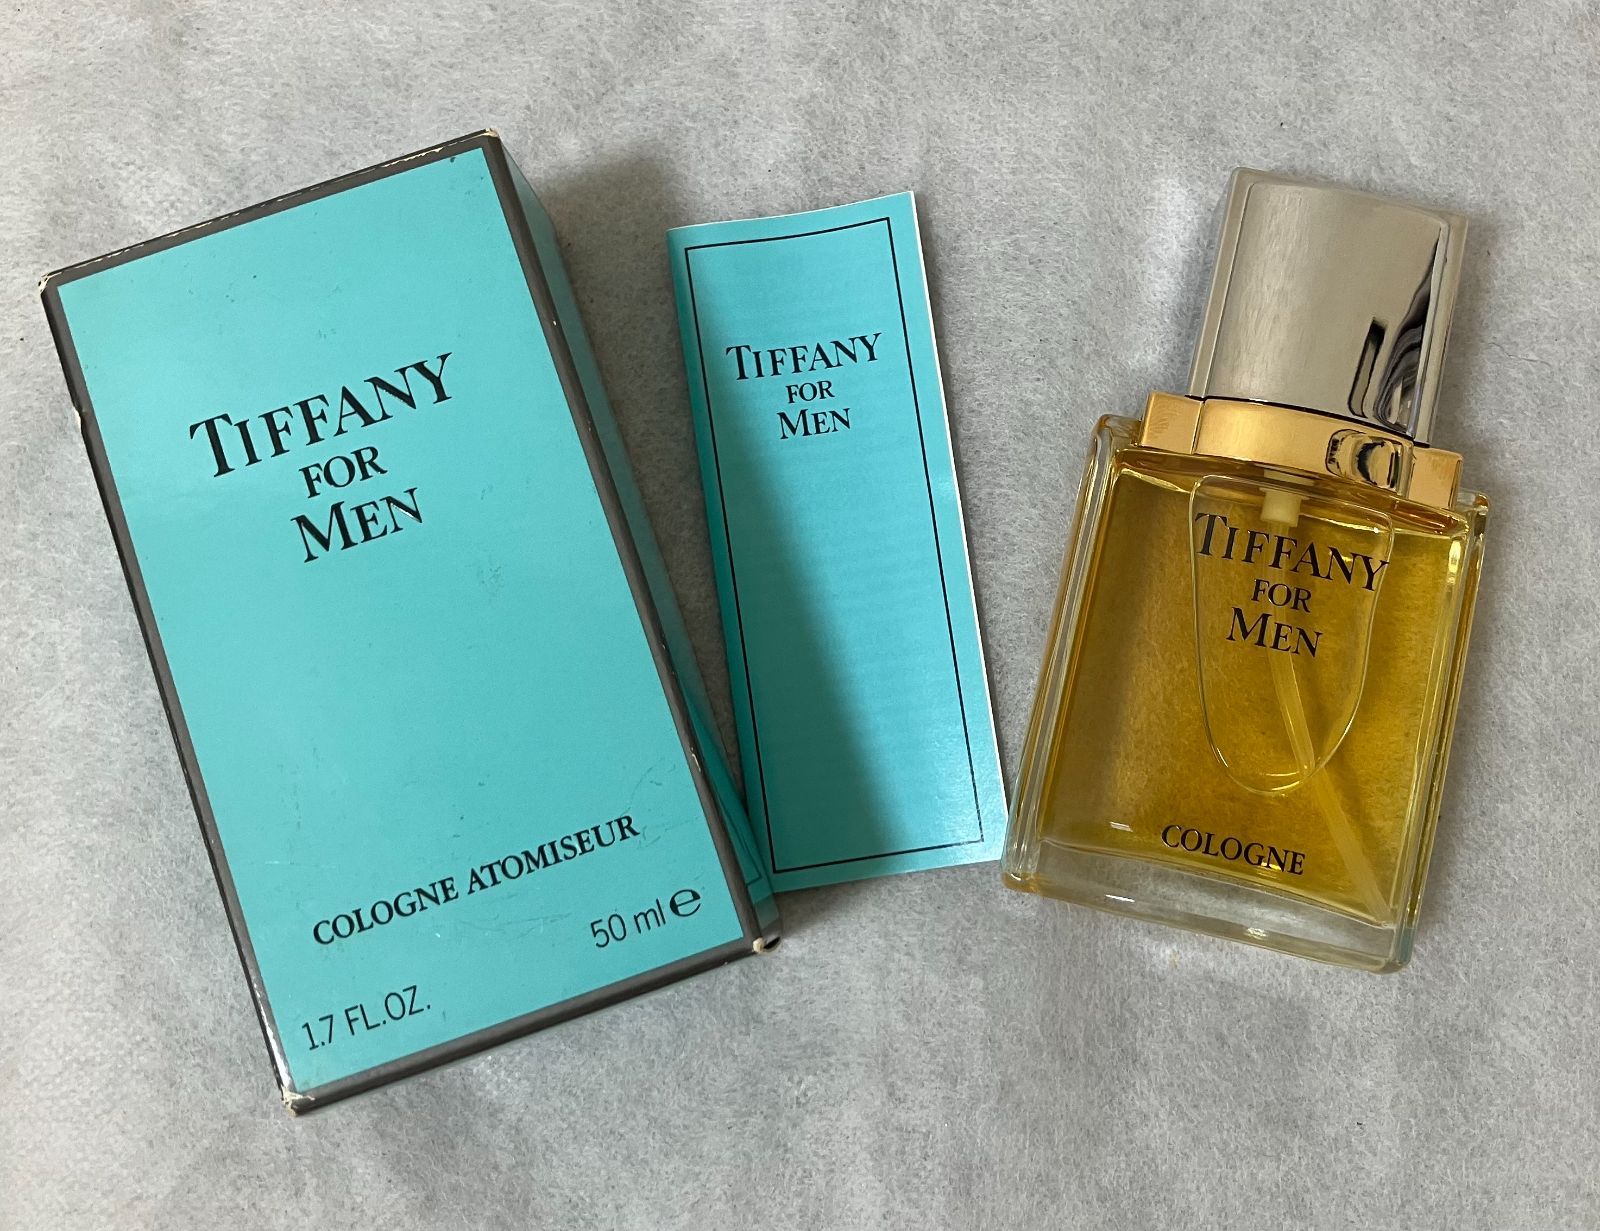 TIFFANY
FOR
MEN
COLOGNE ATOMISEUR
50 ml ℮
1.7 FL.OZ.
TIFFANY
FOR
MEN
TIFFANY
FOR
MEN
COLOGNE